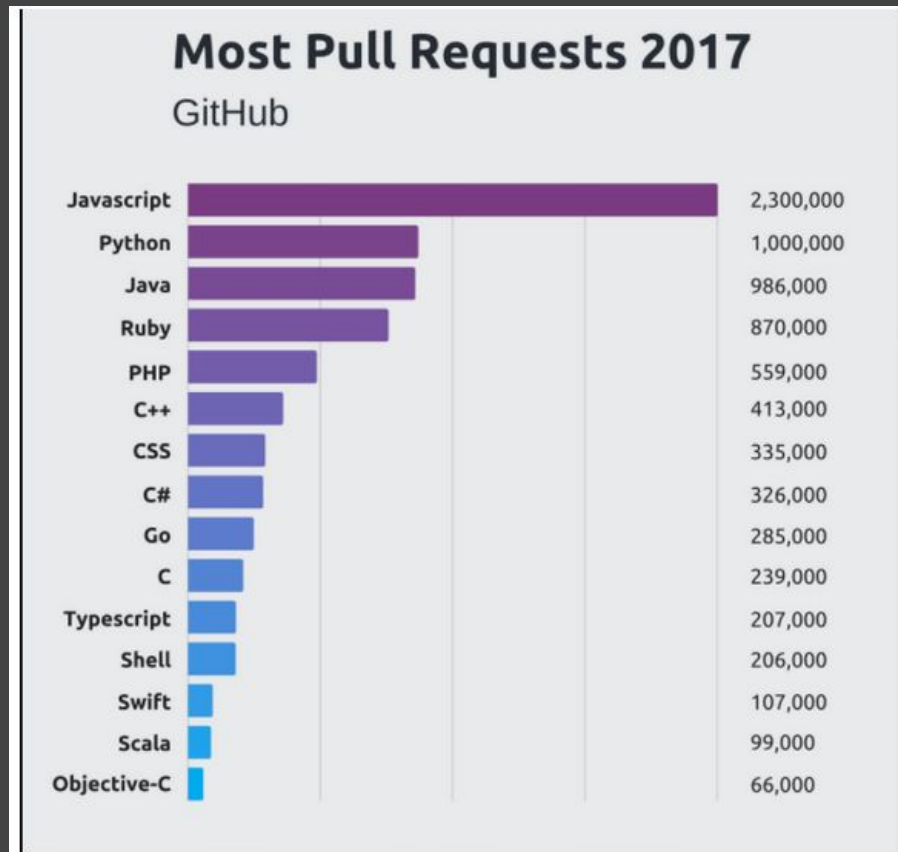 Most Pull Requests 2017
GitHub
Javascript 2,300,000
Python 1,000,000
Java 986,000
Ruby 870,000
PHP 559,000
C++ 413,000
CSS 335,000
C# 326,000
Go 285,000
C 239,000
Typescript 207,000
Shell 206,000
Swift 107,000
Scala 99,000
Objective-C 66,000